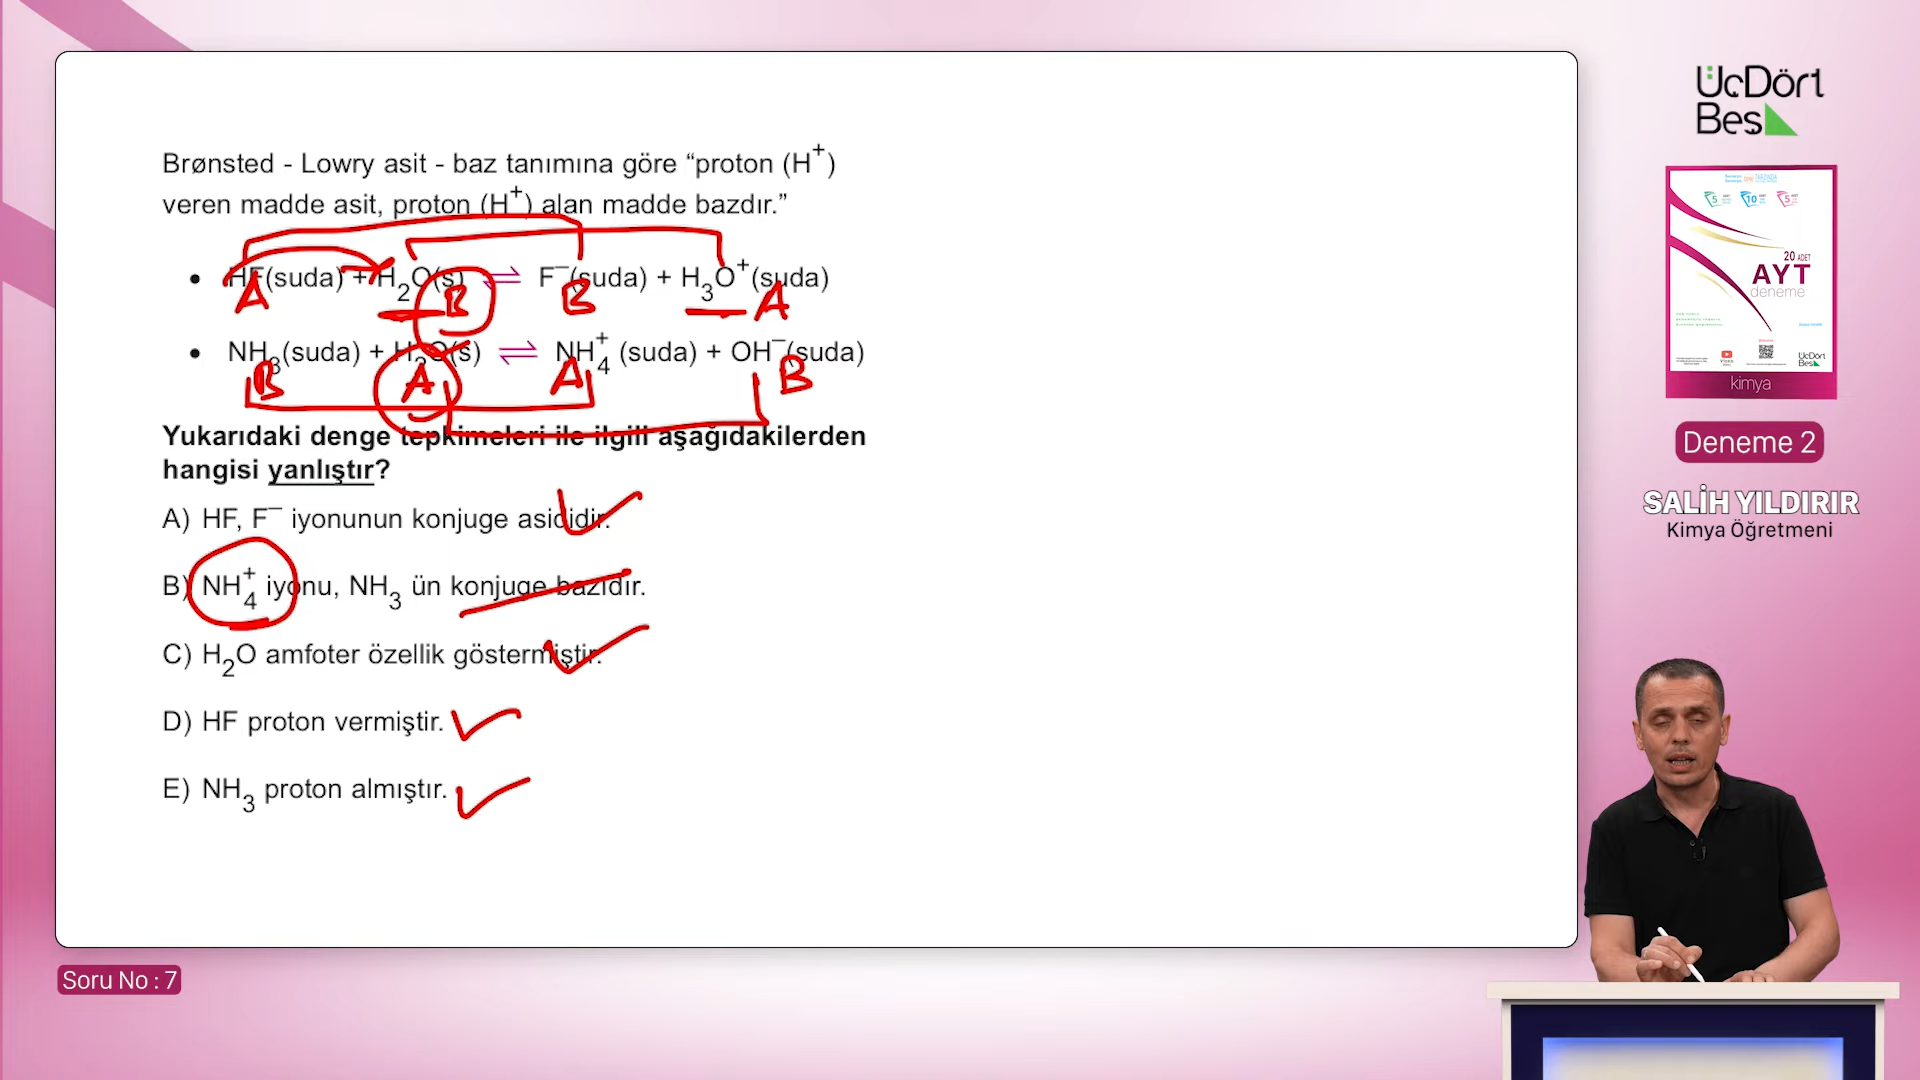 Brønsted - Lowry asit - baz tanımına göre “proton (H⁺)
veren madde asit, proton (H⁺) alan madde bazdır.”
• HF(suda) + H₂O(s) ⇌ F⁻(suda) + H₃O⁺(suda)
A B B A
• NH₃(suda) + H₂O(s) ⇌ NH₄⁺ (suda) + OH⁻(suda)
B A A B
Yukarıdaki denge tepkimeleri ile ilgili aşağıdakilerden
hangisi yanlıştır?
A) HF, F⁻ iyonunun konjuge asididir.
B) NH₄⁺ iyonu, NH₃ ün konjuge bazıdır.
C) H₂O amfoter özellik göstermiştir.
D) HF proton vermiştir.
E) NH₃ proton almıştır.
Soru No : 7
ÜçDört
Beş
20 ADET
AYT
deneme
ÜçDört
Beş
kimya
Deneme 2
SALİH YILDIRIR
Kimya Öğretmeni